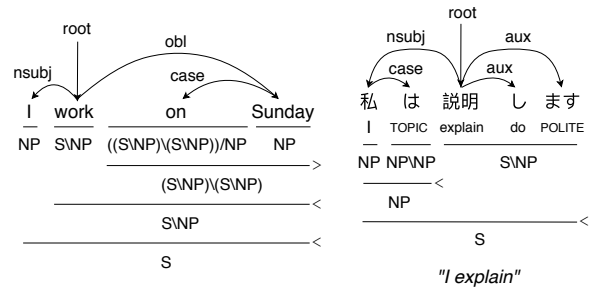 root
obl
nsubj
case
I work on Sunday
NP S\NP ((S\NP)\(S\NP))/NP NP
>
(S\NP)\(S\NP)
<
S\NP
<
S
root
nsubj
aux
case
aux
私 は 説明 し ます
I TOPIC explain do POLITE
NP NP\NP S\NP
<
NP
<
S
"I explain"